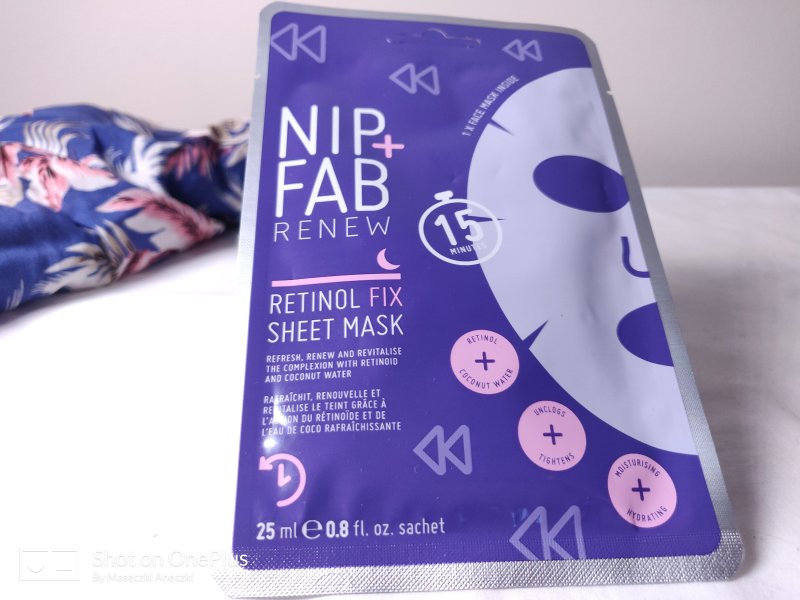 1 X FACE MASK INSIDE
NIP+
FAB
RENEW
15
MINUTES
RETINOL FIX
SHEET MASK
REFRESH, RENEW AND REVITALISE
THE COMPLEXION WITH RETINOID
AND COCONUT WATER
RAFRAÎCHIT, RENOUVELLE ET
REVITALISE LE TEINT GRÂCE À
L'ACTION DU RÉTINOÏDE ET DE
L'EAU DE COCO RAFRAÎCHISSANTE
RETINOL
+
COCONUT WATER
UNCLOGS
+
TIGHTENS
MOISTURISING
+
HYDRATING
25 ml ℮ 0.8 fl. oz. sachet
Shot on OnePlus
By Maseczki Aneczki